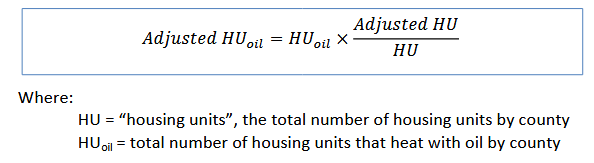 Adjusted HU_oil = HU_oil × Adjusted HU / HU
Where:
HU = “housing units”, the total number of housing units by county
HU_oil = total number of housing units that heat with oil by county